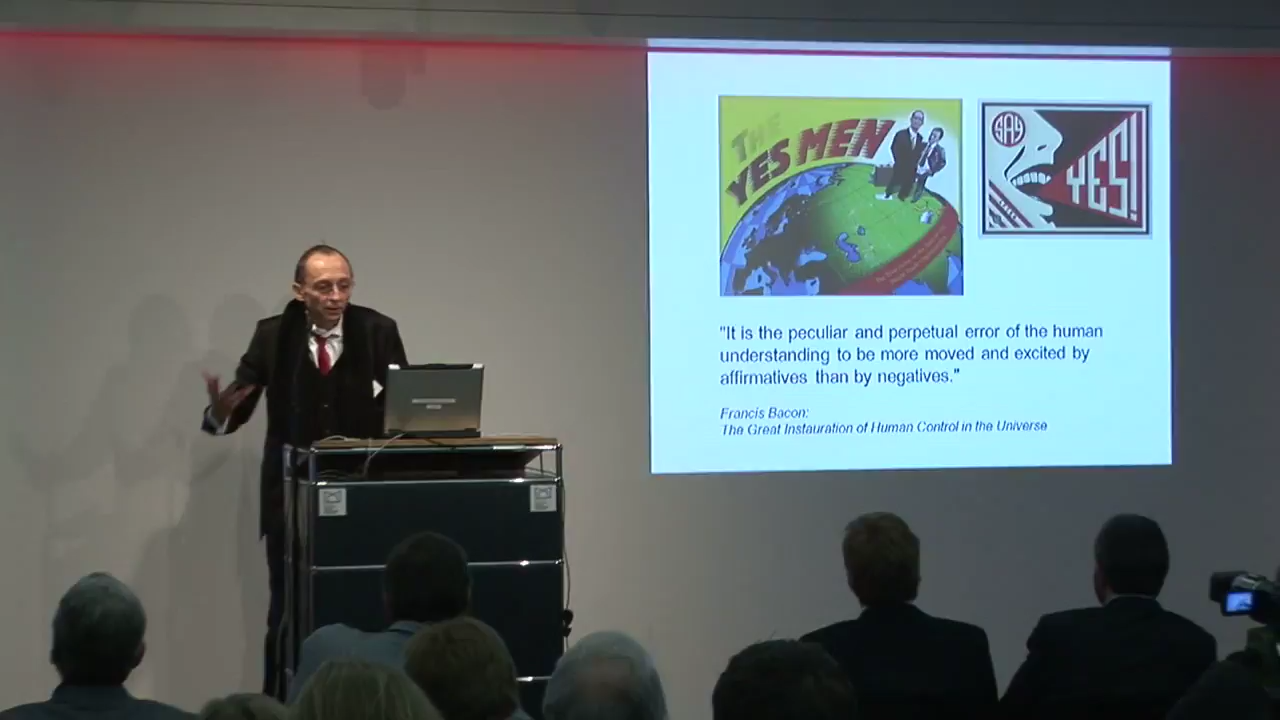 THE
YES MEN
SAY
YES!
"It is the peculiar and perpetual error of the human
understanding to be more moved and excited by
affirmatives than by negatives."
Francis Bacon:
The Great Instauration of Human Control in the Universe